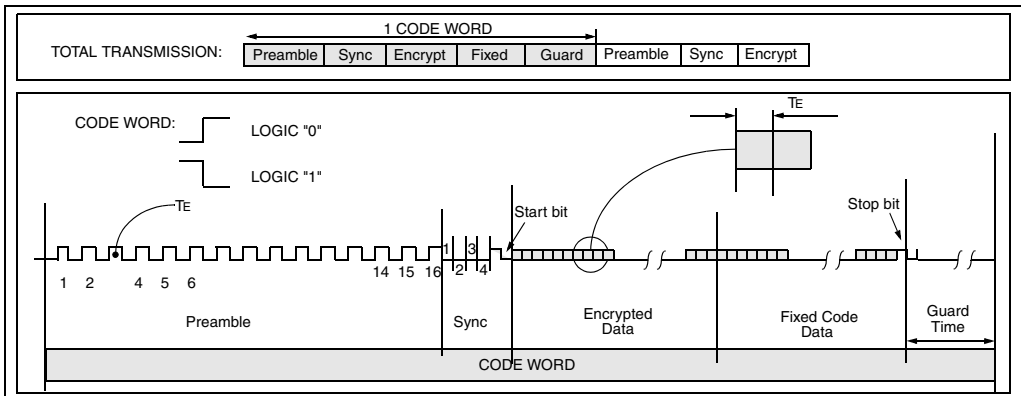 1 CODE WORD
TOTAL TRANSMISSION: Preamble Sync Encrypt Fixed Guard Preamble Sync Encrypt
TE
CODE WORD:
LOGIC "0"
LOGIC "1"
TE
Start bit
Stop bit
1 2 4 5 6 14 15 16 1 2 3 4
Preamble
Sync
Encrypted
Data
Fixed Code
Data
Guard
Time
CODE WORD